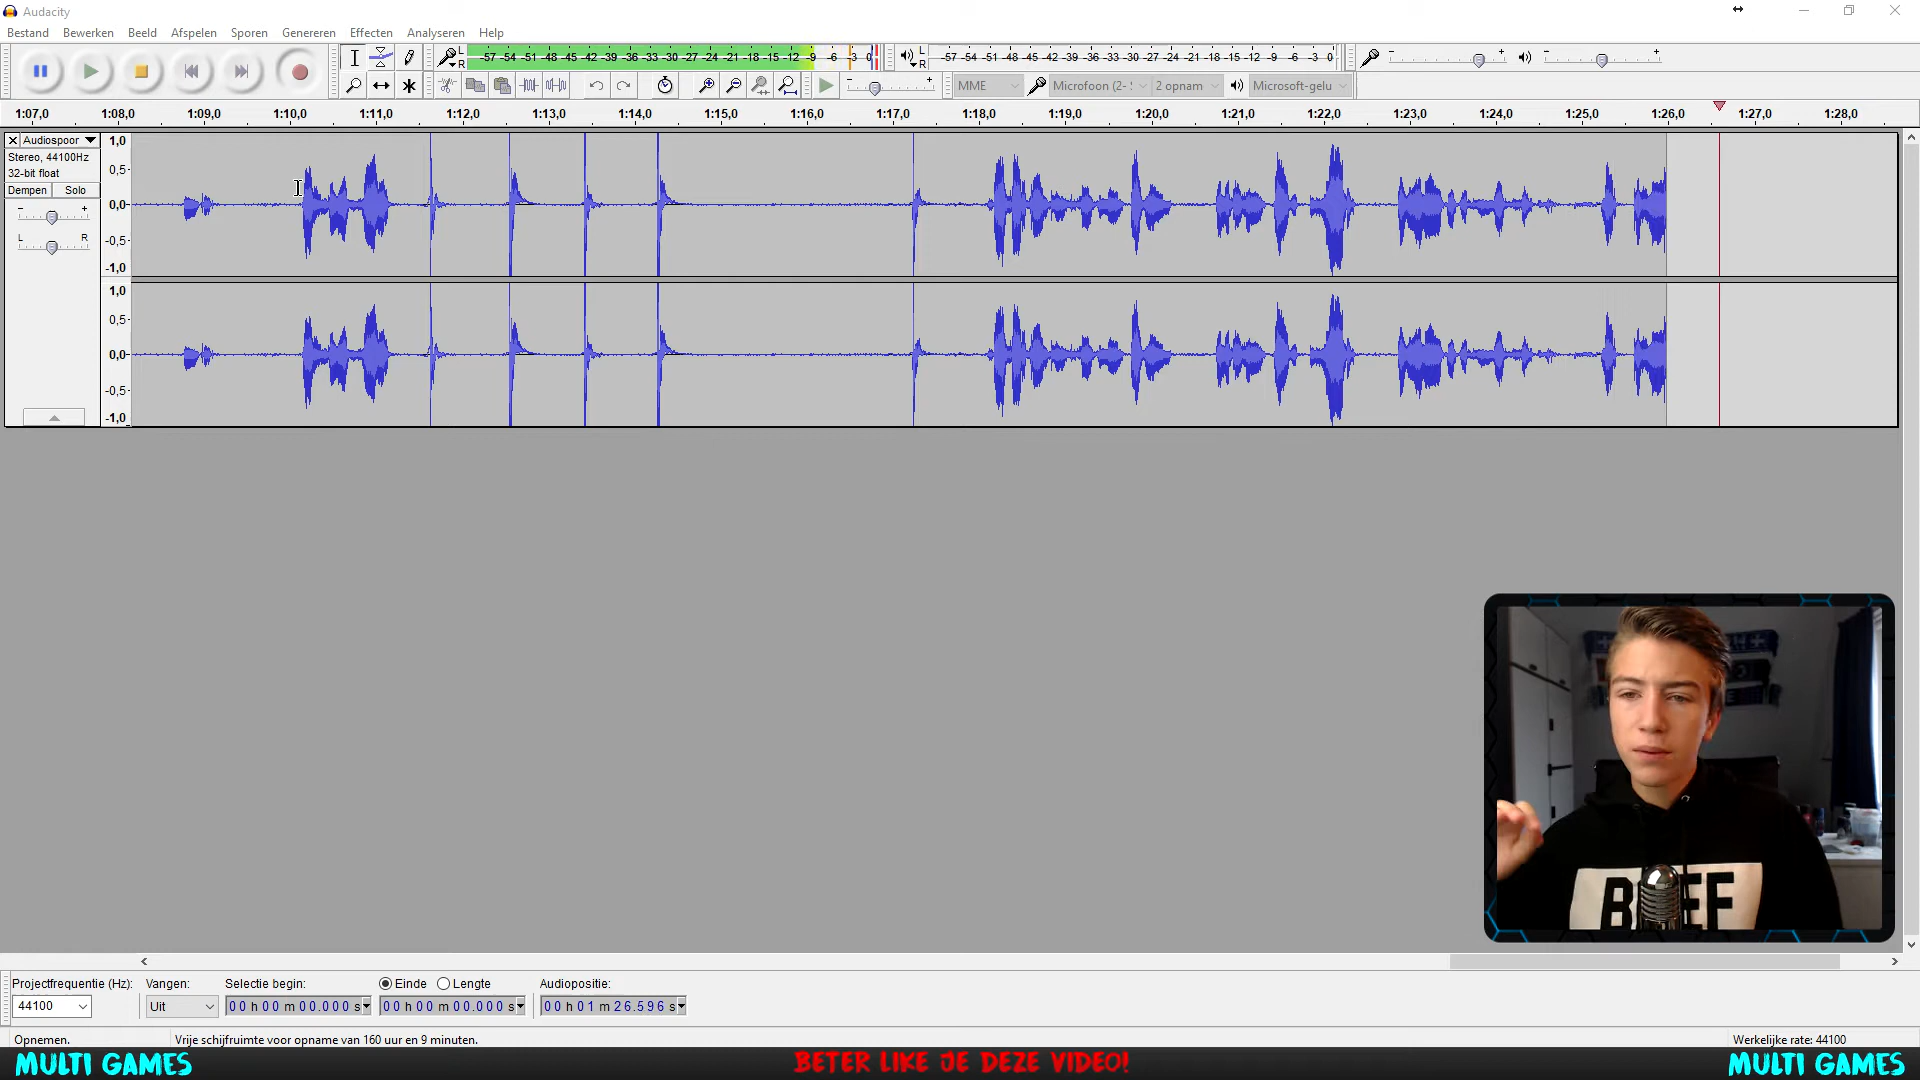 Audacity
Bestand Bewerken Beeld Afspelen Sporen Genereren Effecten Analyseren Help
L R -57 -54 -51 -48 -45 -42 -39 -36 -33 -30 -27 -24 -21 -18 -15 -12 -9 -6 -3 0 L R -57 -54 -51 -48 -45 -42 -39 -36 -33 -30 -27 -24 -21 -18 -15 -12 -9 -6 -3 0 - + - +
- + MME Microfoon (2- 2 opnam Microsoft-gelu
1:07,0 1:08,0 1:09,0 1:10,0 1:11,0 1:12,0 1:13,0 1:14,0 1:15,0 1:16,0 1:17,0 1:18,0 1:19,0 1:20,0 1:21,0 1:22,0 1:23,0 1:24,0 1:25,0 1:26,0 1:27,0 1:28,0
Audiospoor 1,0
Stereo, 44100Hz 0,5
32-bit float
Dempen Solo
- + 0,0
L R -0,5
-1,0
1,0
0,5
0,0
-0,5
-1,0
BEEF
Projectfrequentie (Hz): Vangen: Selectie begin: Einde Lengte Audiopositie:
44100 Uit 00 h 00 m 00.000 s 00 h 00 m 00.000 s 00 h 01 m 26.596 s
Opnemen. Vrije schijfruimte voor opname van 160 uur en 9 minuten. Werkelijke rate: 44100
MULTI GAMES BETER LIKE JE DEZE VIDEO! MULTI GAMES